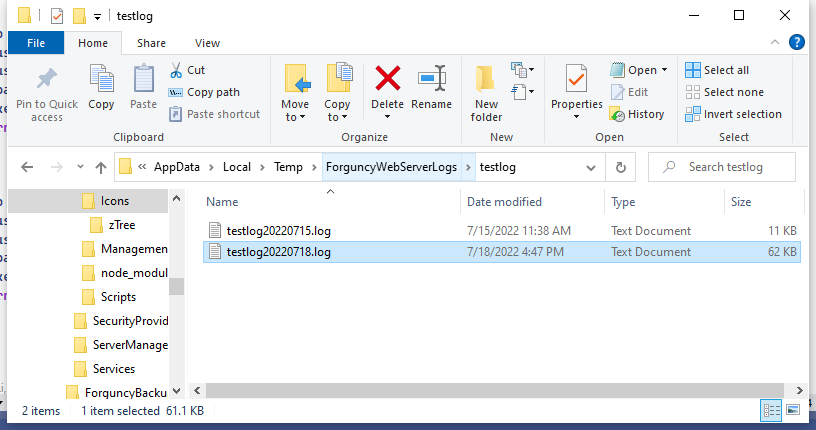 testlog
File Home Share View
Pin to Quick access
Copy
Paste
Cut
Copy path
Paste shortcut
Clipboard
Move to
Copy to
Delete
Rename
Organize
New folder
New
Properties
Open
Edit
History
Open
Select all
Select none
Invert selection
Select
« AppData > Local > Temp > ForguncyWebServerLogs > testlog
Search testlog
Icons
zTree
Managemen
node_modul
Scripts
SecurityProvid
ServerManage
Services
ForguncyBacku
Name Date modified Type Size
testlog20220715.log 7/15/2022 11:38 AM Text Document 11 KB
testlog20220718.log 7/18/2022 4:47 PM Text Document 62 KB
2 items 1 item selected 61.1 KB